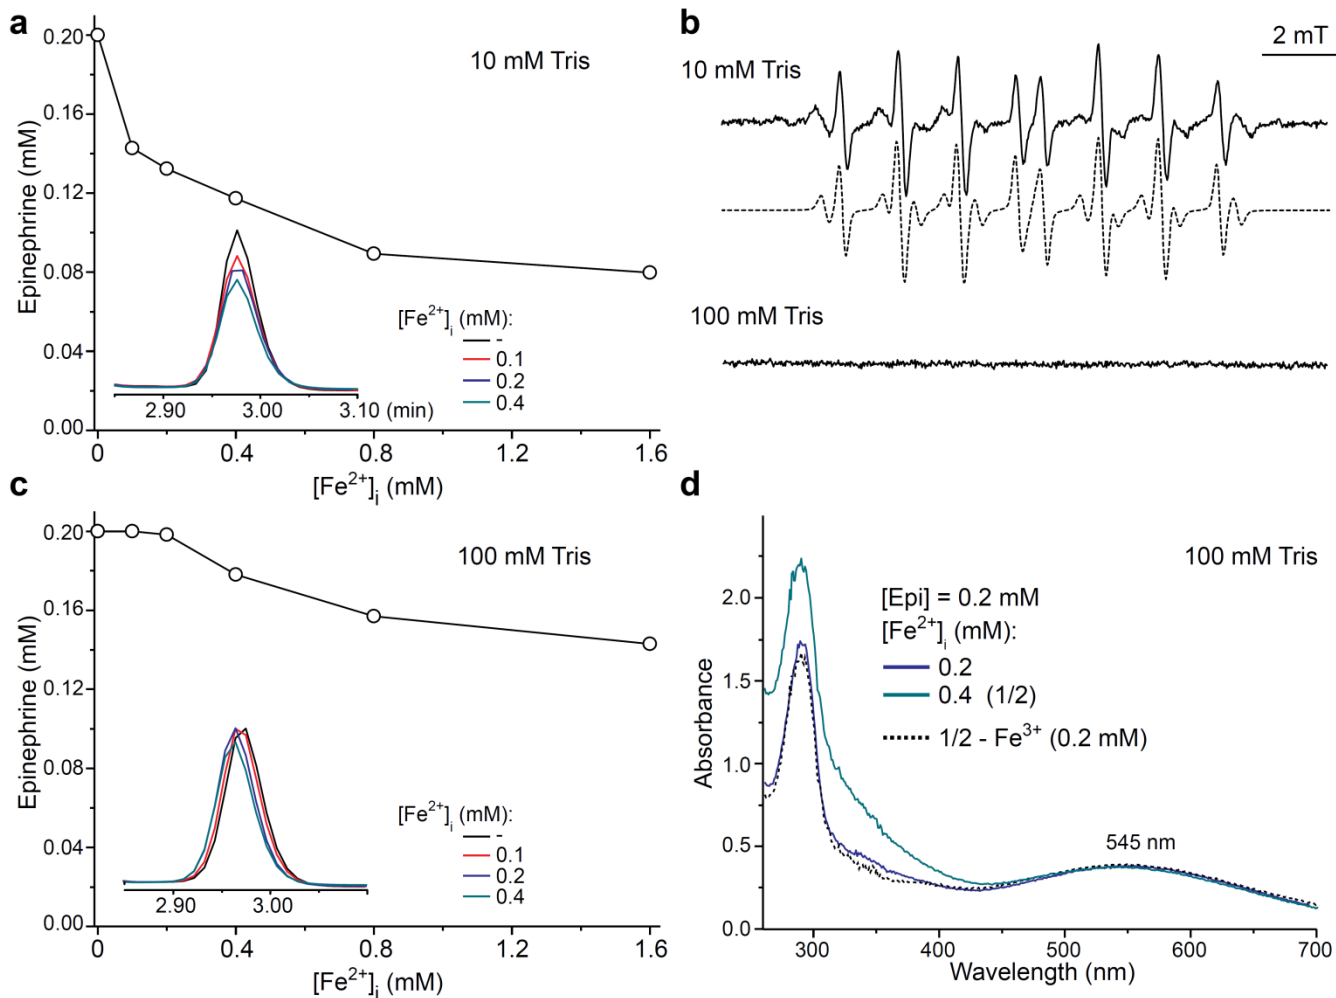 a
10 mM Tris
Epinephrine (mM)
0.20
0.16
0.12
0.08
0.04
0.00
[Fe²⁺]ᵢ (mM):
-
0.1
0.2
0.4
2.90 3.00 3.10 (min)
0 0.4 0.8 1.2 1.6
[Fe²⁺]ᵢ (mM)
b
2 mT
10 mM Tris
100 mM Tris
c
100 mM Tris
Epinephrine (mM)
0.20
0.16
0.12
0.08
0.04
0.00
[Fe²⁺]ᵢ (mM):
-
0.1
0.2
0.4
2.90 3.00
0 0.4 0.8 1.2 1.6
[Fe²⁺]ᵢ (mM)
d
100 mM Tris
[Epi] = 0.2 mM
[Fe²⁺]ᵢ (mM):
0.2
0.4 (1/2)
1/2 - Fe³⁺ (0.2 mM)
545 nm
Absorbance
2.0
1.5
1.0
0.5
0.0
300 400 500 600 700
Wavelength (nm)